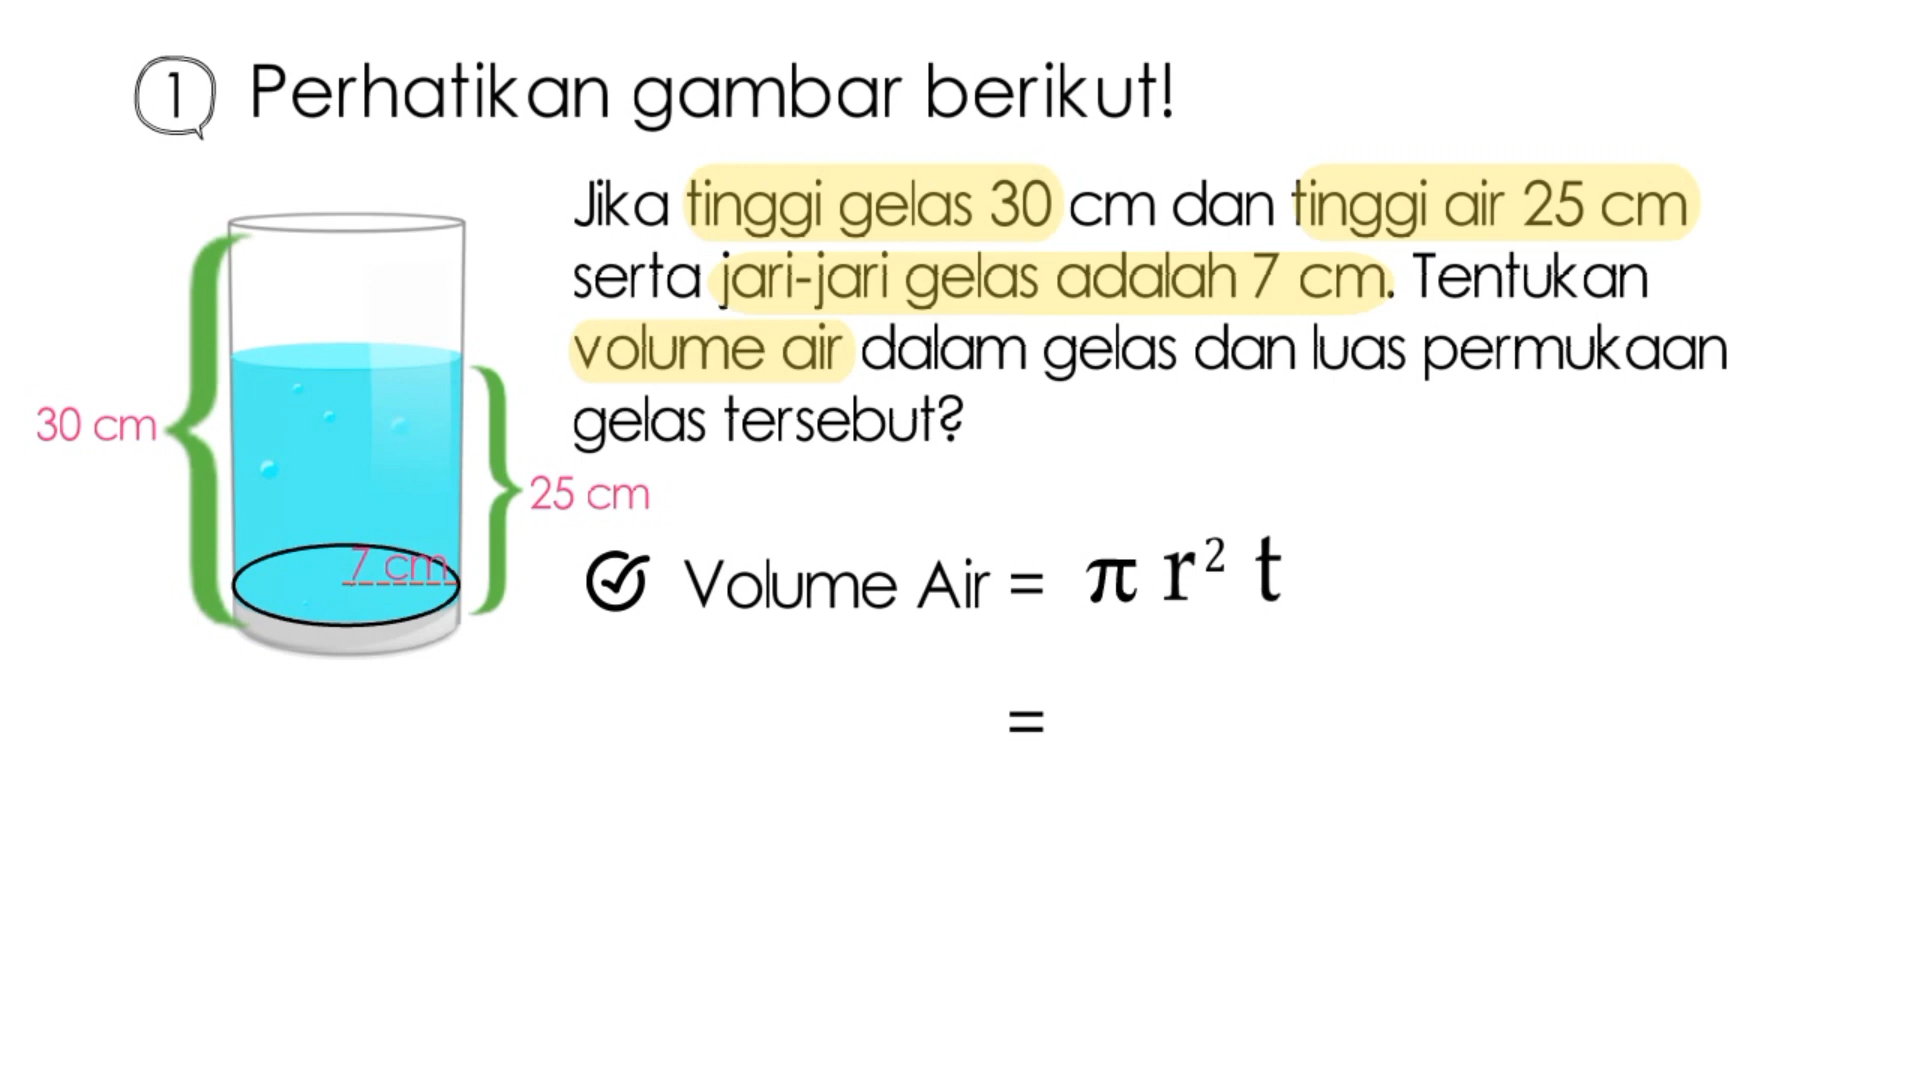 1 Perhatikan gambar berikut!
Jika tinggi gelas 30 cm dan tinggi air 25 cm
serta jari-jari gelas adalah 7 cm. Tentukan
volume air dalam gelas dan luas permukaan
gelas tersebut?
30 cm
25 cm
7 cm
Volume Air = π r² t
=